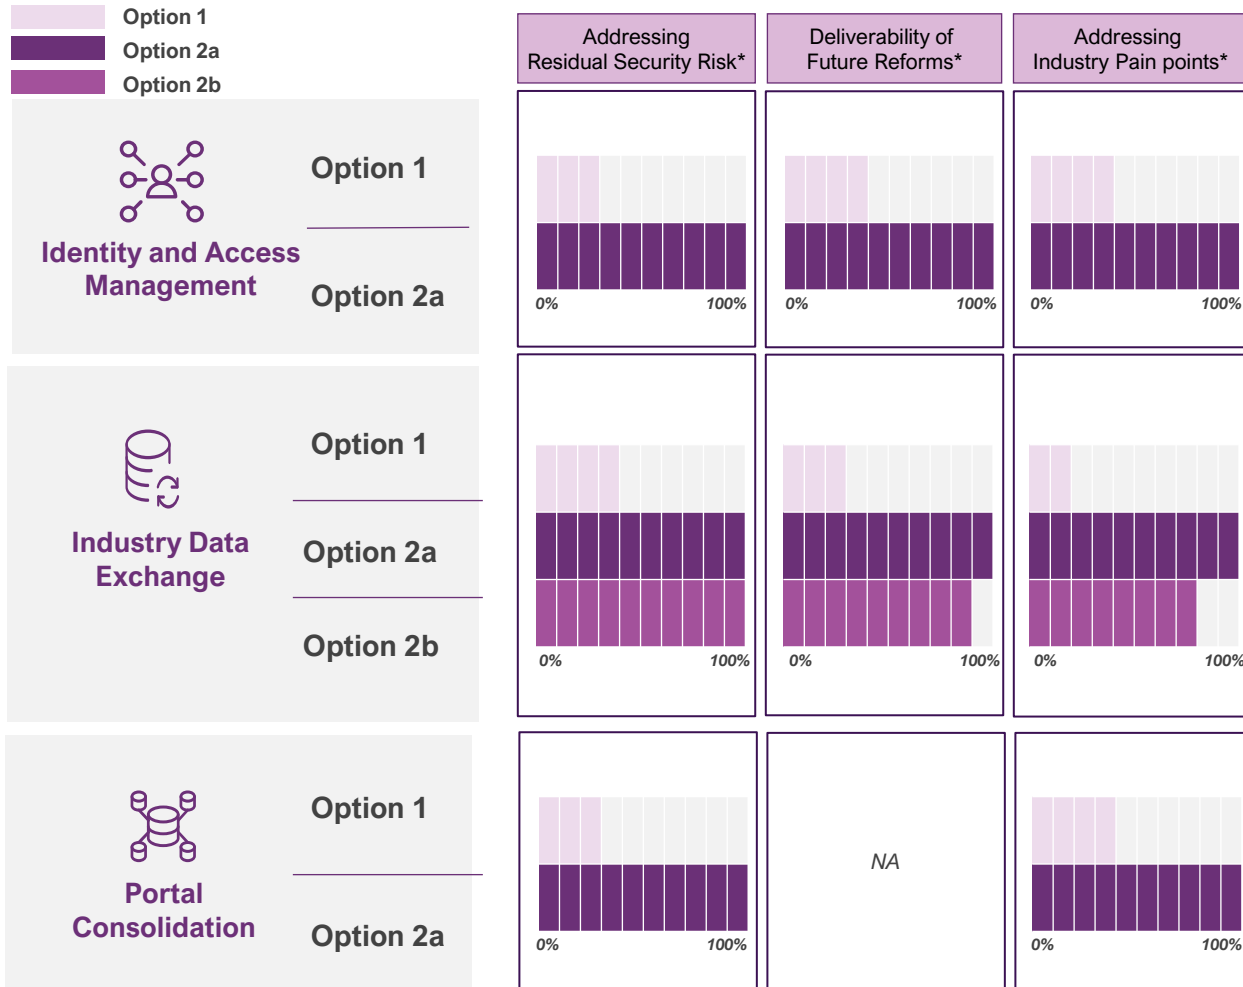 Option 1
Option 2a
Option 2b
Addressing
Residual Security Risk*
Deliverability of
Future Reforms*
Addressing
Industry Pain points*
Identity and Access
Management
Option 1
Option 2a
0% 100%
0% 100%
0% 100%
Industry Data
Exchange
Option 1
Option 2a
Option 2b
0% 100%
0% 100%
0% 100%
Portal
Consolidation
Option 1
Option 2a
0% 100%
NA
0% 100%